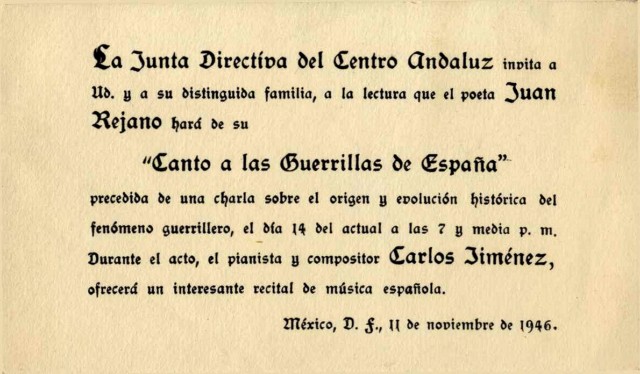 La Junta Directiva del Centro Andaluz invita a
Ud. y a su distinguida familia, a la lectura que el poeta Juan
Rejano hará de su
"Canto a las Guerrillas de España"
precedida de una charla sobre el origen y evolución histórica del
fenómeno guerrillero, el día 14 del actual a las 7 y media p. m.
Durante el acto, el pianista y compositor Carlos Jiménez,
ofrecerá un interesante recital de música española.
México, D. F., 11 de noviembre de 1946.